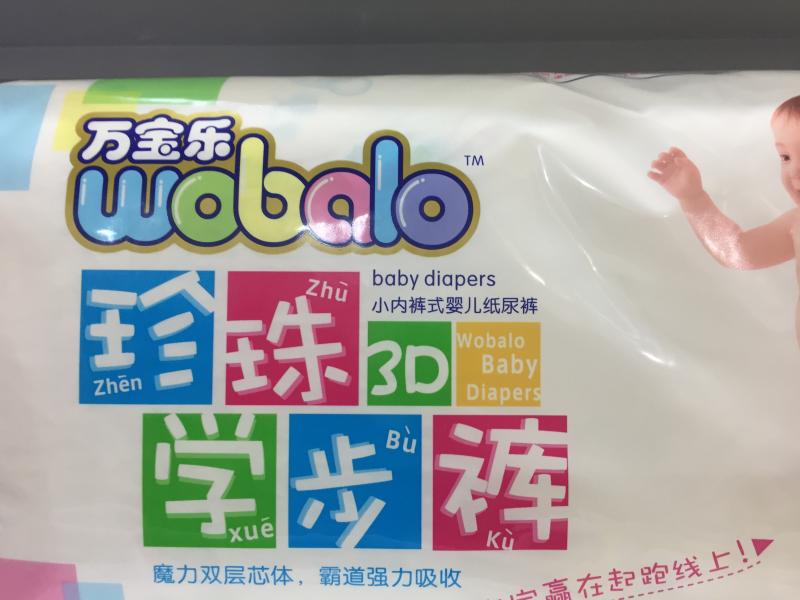 万宝乐
wobalo TM
baby diapers
小内裤式婴儿纸尿裤
珍 Zhēn 珠 Zhū 3D
Wobalo
Baby
Diapers
学 xuē 步 Bù 裤 Kù
魔力双层芯体，霸道强力吸收
赢在起跑线上！